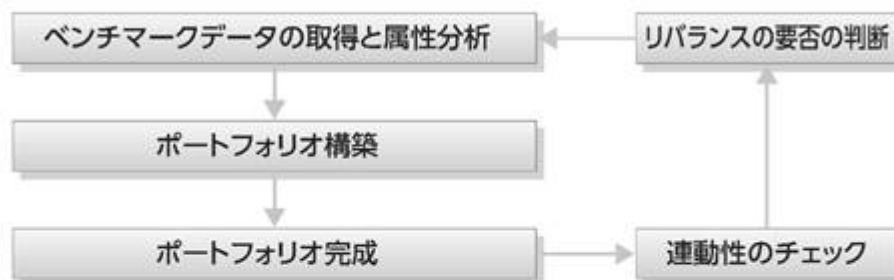 ベンチマークデータの取得と属性分析
リバランスの要否の判断
ポートフォリオ構築
ポートフォリオ完成
連動性のチェック